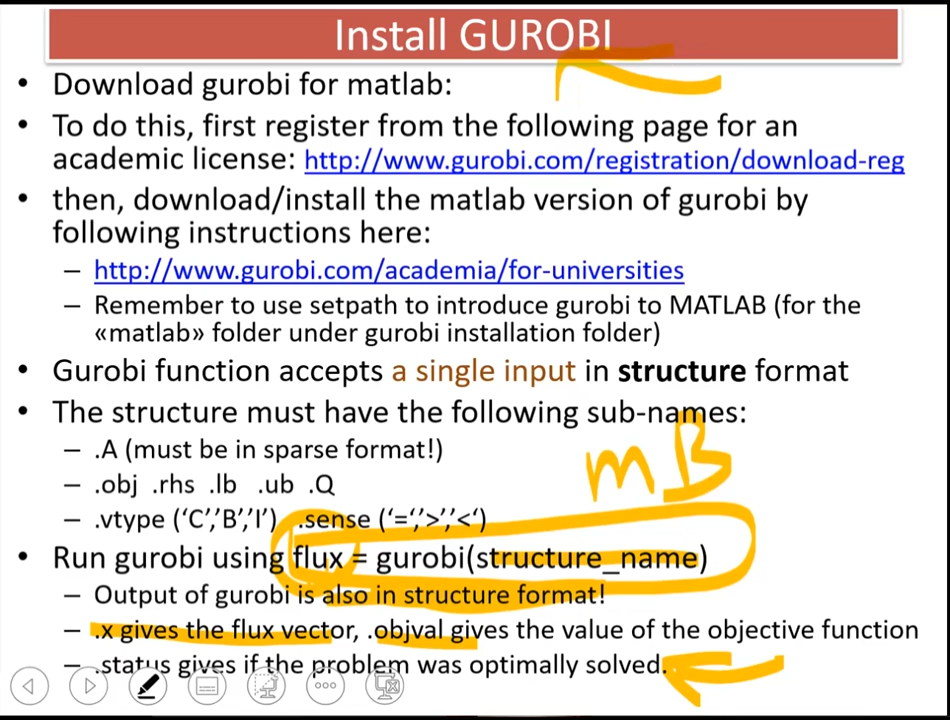 Install GUROBI
• Download gurobi for matlab:
• To do this, first register from the following page for an
academic license: http://www.gurobi.com/registration/download-reg
• then, download/install the matlab version of gurobi by
following instructions here:
– http://www.gurobi.com/academia/for-universities
– Remember to use setpath to introduce gurobi to MATLAB (for the
«matlab» folder under gurobi installation folder)
• Gurobi function accepts a single input in structure format
• The structure must have the following sub-names:
– .A (must be in sparse format!)
mB
– .obj .rhs .lb .ub .Q
– .vtype (‘C’,’B’,’I’) .sense (‘=‘,’>’,’<‘)
• Run gurobi using flux = gurobi(structure_name)
– Output of gurobi is also in structure format!
– .x gives the flux vector, .objval gives the value of the objective function
– .status gives if the problem was optimally solved.